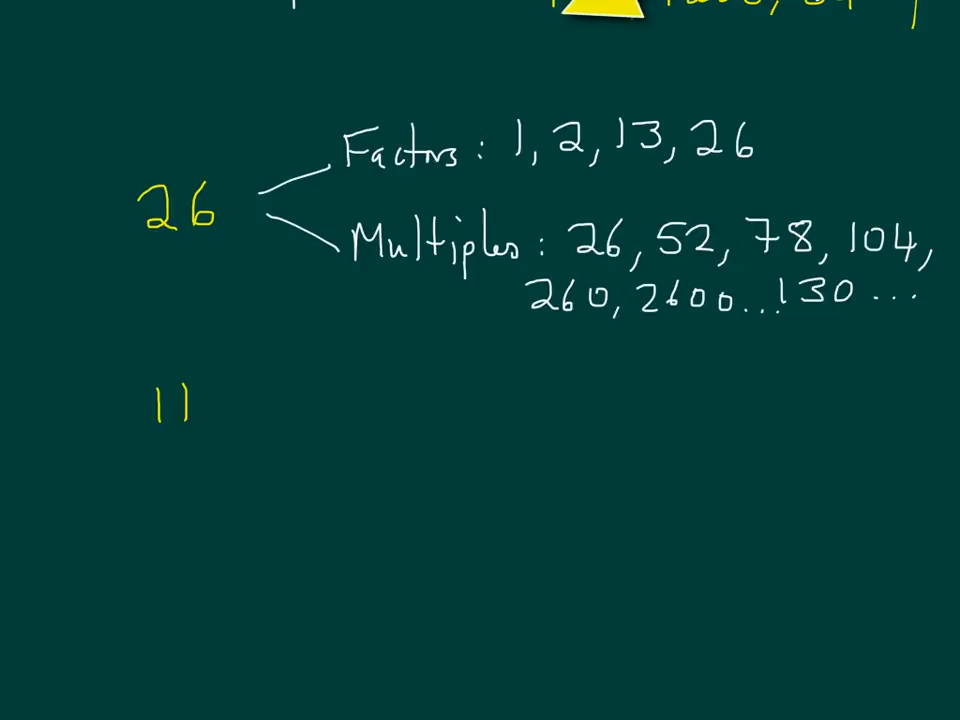 26
Factors: 1, 2, 13, 26
Multiples: 26, 52, 78, 104,
260, 2600...130...
11